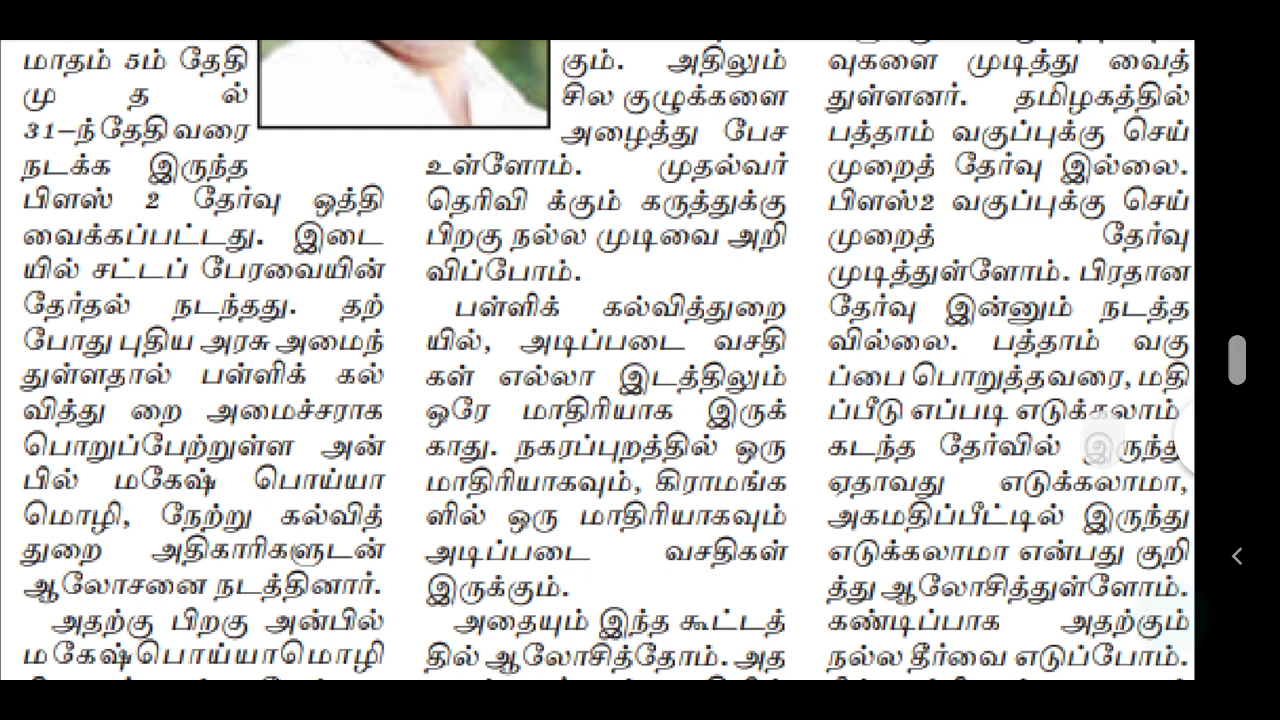 மாதம் 5ம் தேதி
மு த ல்
31–ந்தேதி வரை
நடக்க இருந்த
பிளஸ் 2 தேர்வு ஒத்தி
வைக்கப்பட்டது. இடை
யில் சட்டப் பேரவையின்
தேர்தல் நடந்தது. தற்
போது புதிய அரசு அமைந்
துள்ளதால் பள்ளிக் கல்
வித்து றை அமைச்சராக
பொறுப்பேற்றுள்ள அன்
பில் மகேஷ் பொய்யா
மொழி, நேற்று கல்வித்
துறை அதிகாரிகளுடன்
ஆலோசனை நடத்தினார்.
அதற்கு பிறகு அன்பில்
மகேஷ்பொய்யாமொழி
கும். அதிலும்
சில குழுக்களை
அழைத்து பேச
உள்ளோம். முதல்வர்
தெரிவி க்கும் கருத்துக்கு
பிறகு நல்ல முடிவை அறி
விப்போம்.
பள்ளிக் கல்வித்துறை
யில், அடிப்படை வசதி
கள் எல்லா இடத்திலும்
ஒரே மாதிரியாக இருக்
காது. நகரப்புறத்தில் ஒரு
மாதிரியாகவும், கிராமங்க
ளில் ஒரு மாதிரியாகவும்
அடிப்படை வசதிகள்
இருக்கும்.
அதையும் இந்த கூட்டத்
தில் ஆலோசித்தோம். அத
வுகளை முடித்து வைத்
துள்ளனர். தமிழகத்தில்
பத்தாம் வகுப்புக்கு செய்
முறைத் தேர்வு இல்லை.
பிளஸ்2 வகுப்புக்கு செய்
முறைத் தேர்வு
முடித்துள்ளோம். பிரதான
தேர்வு இன்னும் நடத்த
வில்லை. பத்தாம் வகு
ப்பை பொறுத்தவரை, மதி
ப்பீடு எப்படி எடுக்கலாம்
கடந்த தேர்வில் இருந்து
ஏதாவது எடுக்கலாமா,
அகமதிப்பீட்டில் இருந்து
எடுக்கலாமா என்பது குறி
த்து ஆலோசித்துள்ளோம்.
கண்டிப்பாக அதற்கும்
நல்ல தீர்வை எடுப்போம்.